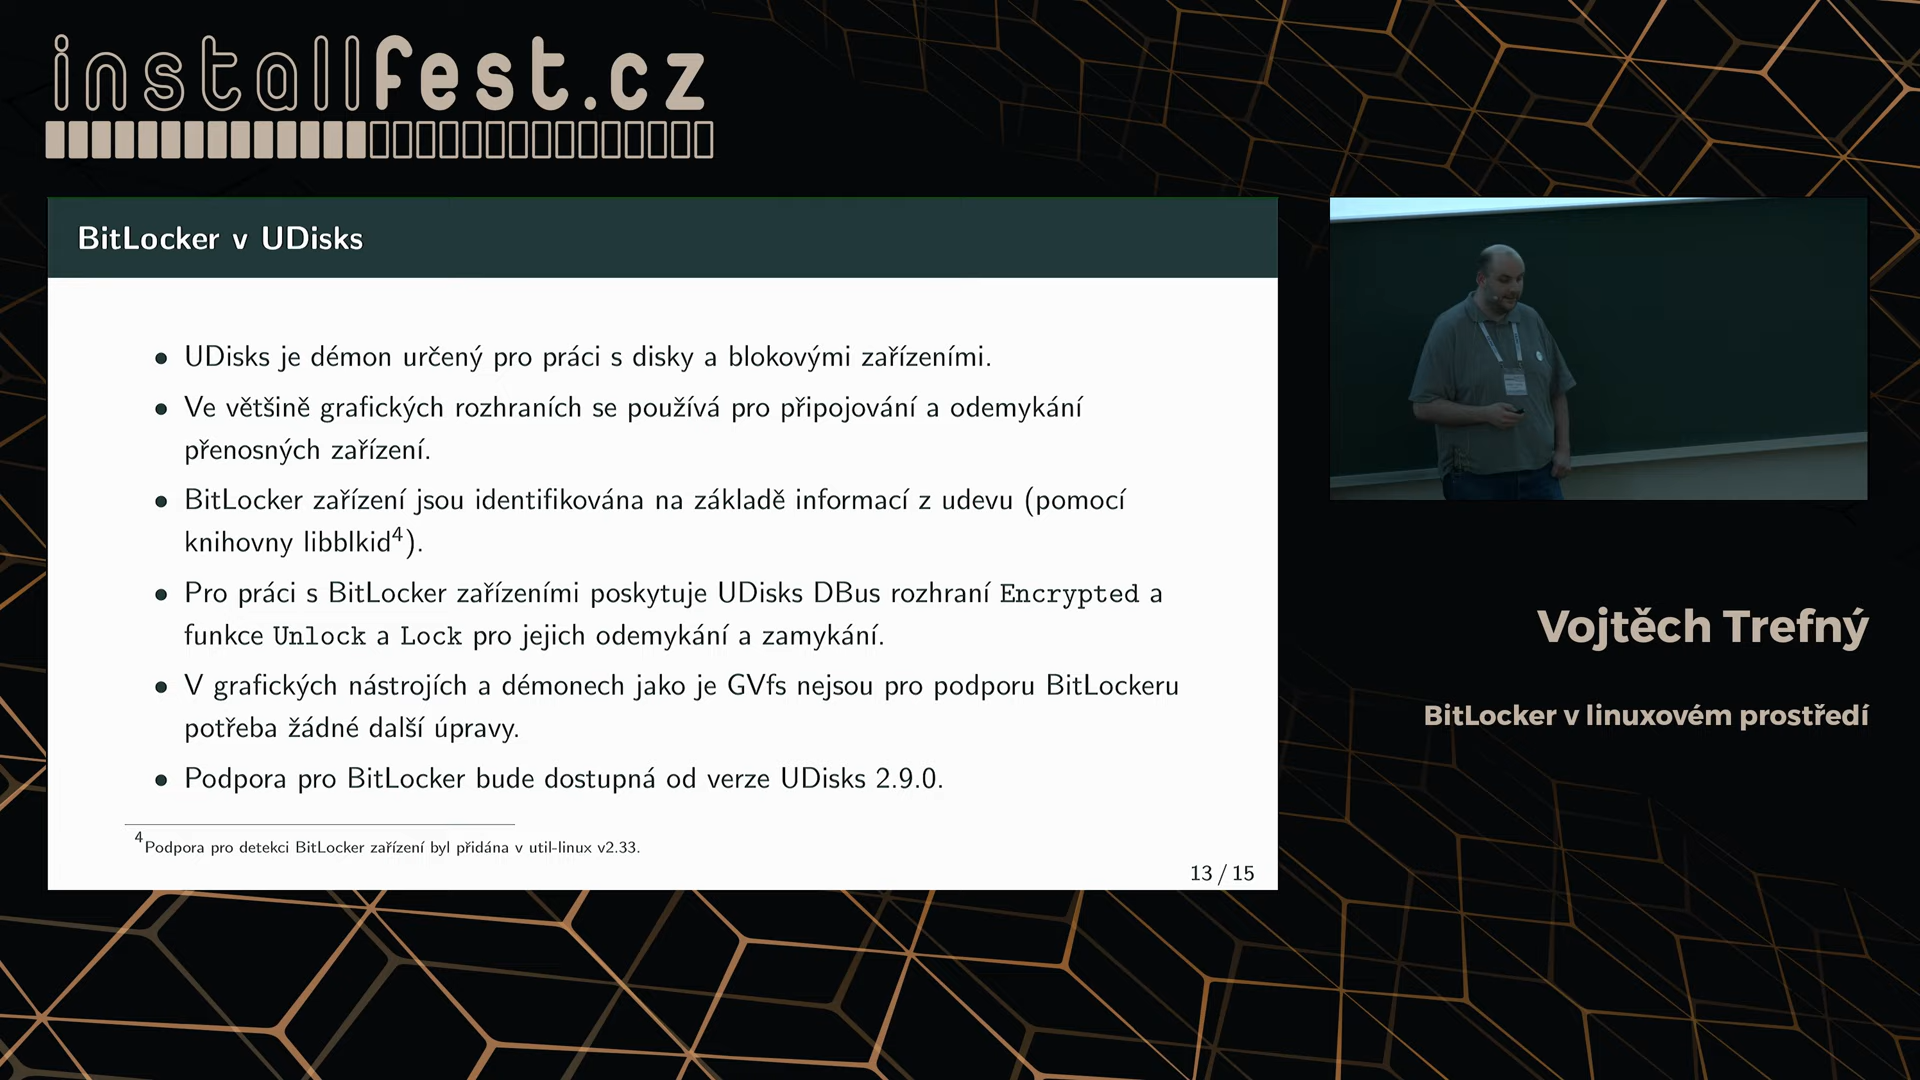 installfest.cz
BitLocker v UDisks
• UDisks je démon určený pro práci s disky a blokovými zařízeními.
• Ve většině grafických rozhraních se používá pro připojování a odemykání
přenosných zařízení.
• BitLocker zařízení jsou identifikována na základě informací z udevu (pomocí
knihovny libblkid4).
• Pro práci s BitLocker zařízeními poskytuje UDisks DBus rozhraní Encrypted a
funkce Unlock a Lock pro jejich odemykání a zamykání.
• V grafických nástrojích a démonech jako je GVfs nejsou pro podporu BitLockeru
potřeba žádné další úpravy.
• Podpora pro BitLocker bude dostupná od verze UDisks 2.9.0.
4Podpora pro detekci BitLocker zařízení byl přidána v util-linux v2.33.
13 / 15
Vojtěch Trefný
BitLocker v linuxovém prostředí